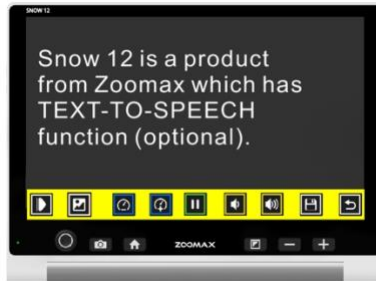 SNOW 12
Snow 12 is a product
from Zoomax which has
TEXT-TO-SPEECH
function (optional).
ZOOMAX